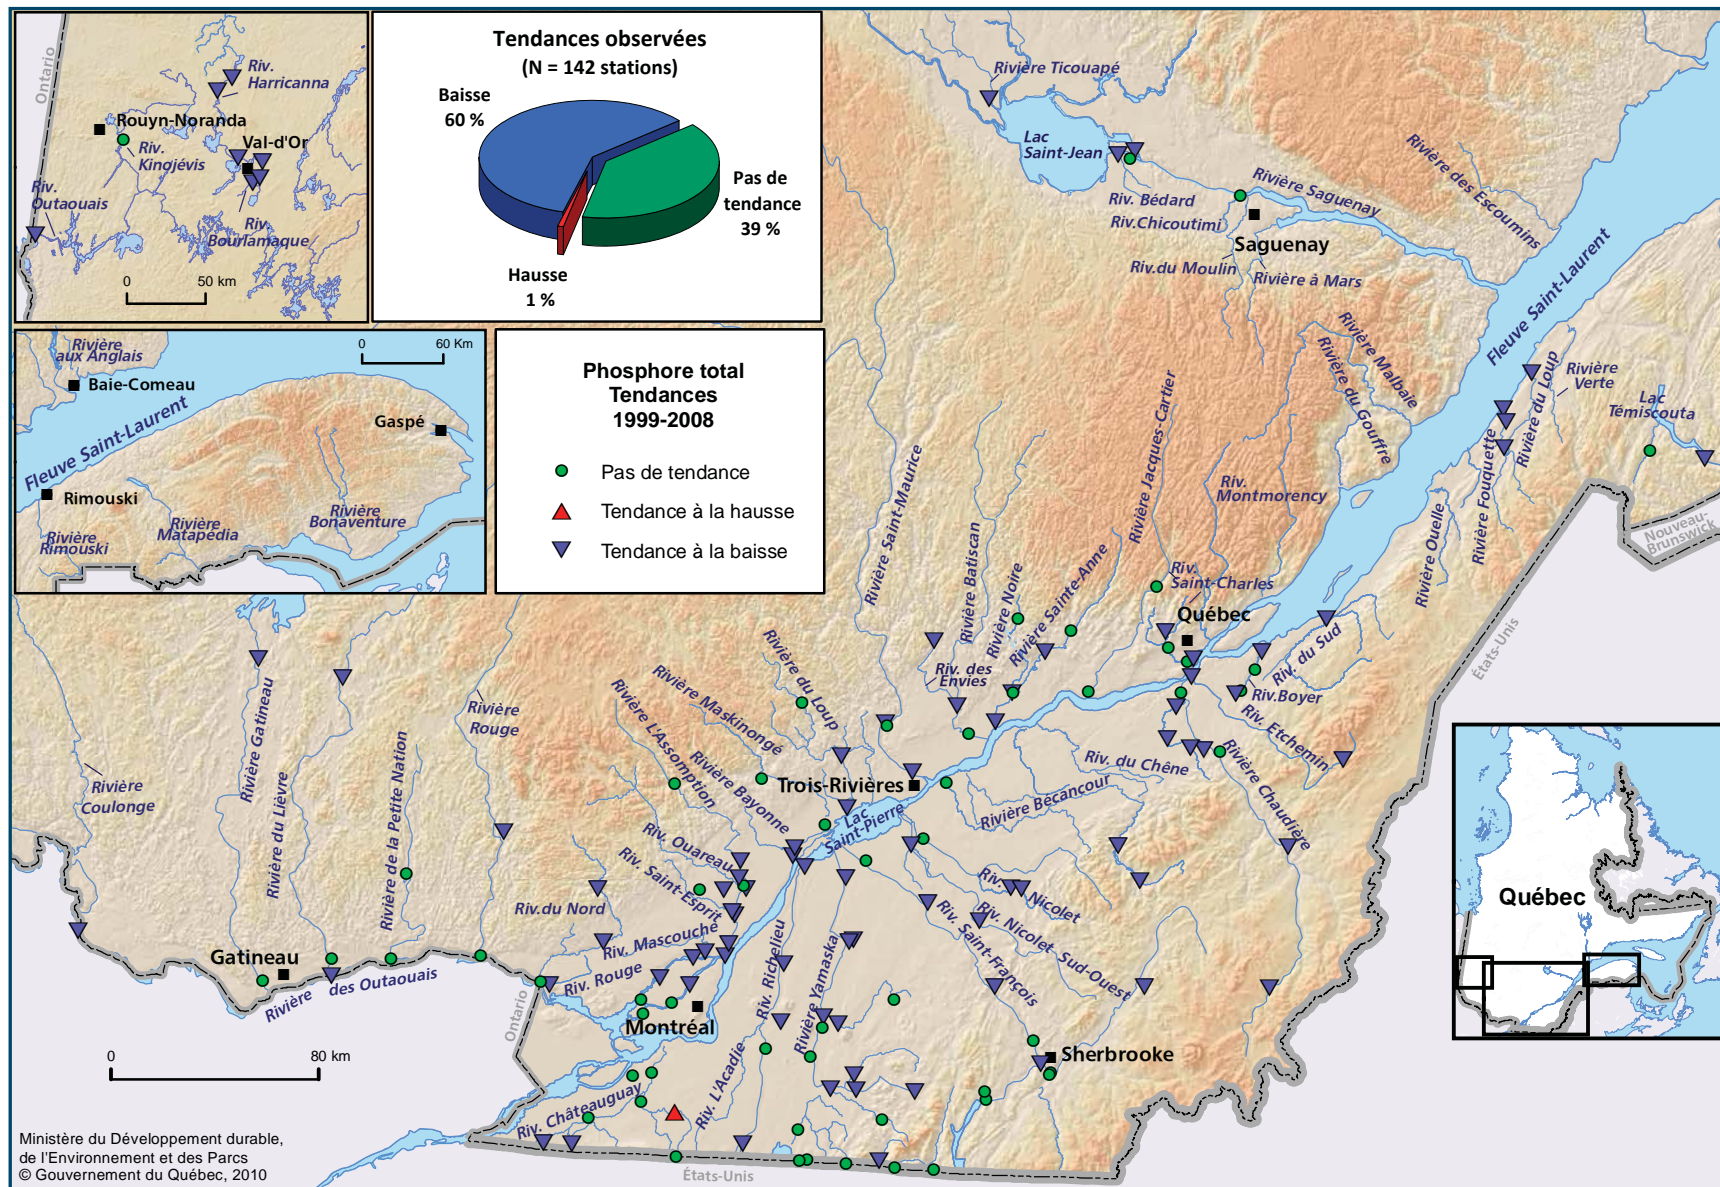 Ontario
Riv.
Harricanna
Rouyn-Noranda
Riv.
Kinojévis
Val-d'Or
Riv.
Outaouais
Riv.
Bourlamaque
0 50 km
Tendances observées
(N = 142 stations)
Baisse
60 %
Pas de
tendance
39 %
Hausse
1 %
Rivière
aux Anglais
0 60 Km
Baie-Comeau
Gaspé
Fleuve Saint-Laurent
Rimouski
Rivière
Rimouski
Rivière
Matapédia
Rivière
Bonaventure
Phosphore total
Tendances
1999-2008
Pas de tendance
Tendance à la hausse
Tendance à la baisse
Rivière Ticouapé
Lac
Saint-Jean
Riv. Bédard
Riv.Chicoutimi
Rivière Saguenay
Rivière des Escoumins
Saguenay
Riv.du Moulin
Rivière à Mars
Fleuve Saint-Laurent
Rivière Malbaie
Rivière du Gouffre
Rivière du Loup
Rivière
Verte
Lac
Témiscouta
Rivière Fouquette
Rivière Ouelle
Nouveau-
Brunswick
États-Unis
Rivière Saint-Maurice
Rivière Batiscan
Rivière Noire
Rivière Sainte-Anne
Rivière Jacques-Cartier
Riv.
Montmorency
Riv.
Saint-Charles
Québec
Riv. des
Envies
Riv. du Sud
Riv.Boyer
Riv. Etchemin
Rivière Chaudière
Riv. du Chêne
Rivière Bécancour
Rivière du Loup
Rivière Maskinongé
Rivière L'Assomption
Rivière Bayonne
Trois-Rivières
Lac
Saint-Pierre
Rivière Gatineau
Rivière du Lièvre
Rivière de la Petite Nation
Rivière
Rouge
Rivière
Coulonge
Riv. Ouareau
Riv. Saint-Esprit
Riv.du Nord
Riv. Mascouche
Riv. Rouge
Gatineau
Rivière des Outaouais
Ontario
Montréal
Riv. Richelieu
Rivière Yamaska
Riv. L'Acadie
Riv. Châteauguay
Riv. Nicolet
Riv. Nicolet Sud-Ouest
Riv. Saint-François
Sherbrooke
États-Unis
0 80 km
Québec
Ministère du Développement durable,
de l'Environnement et des Parcs
© Gouvernement du Québec, 2010